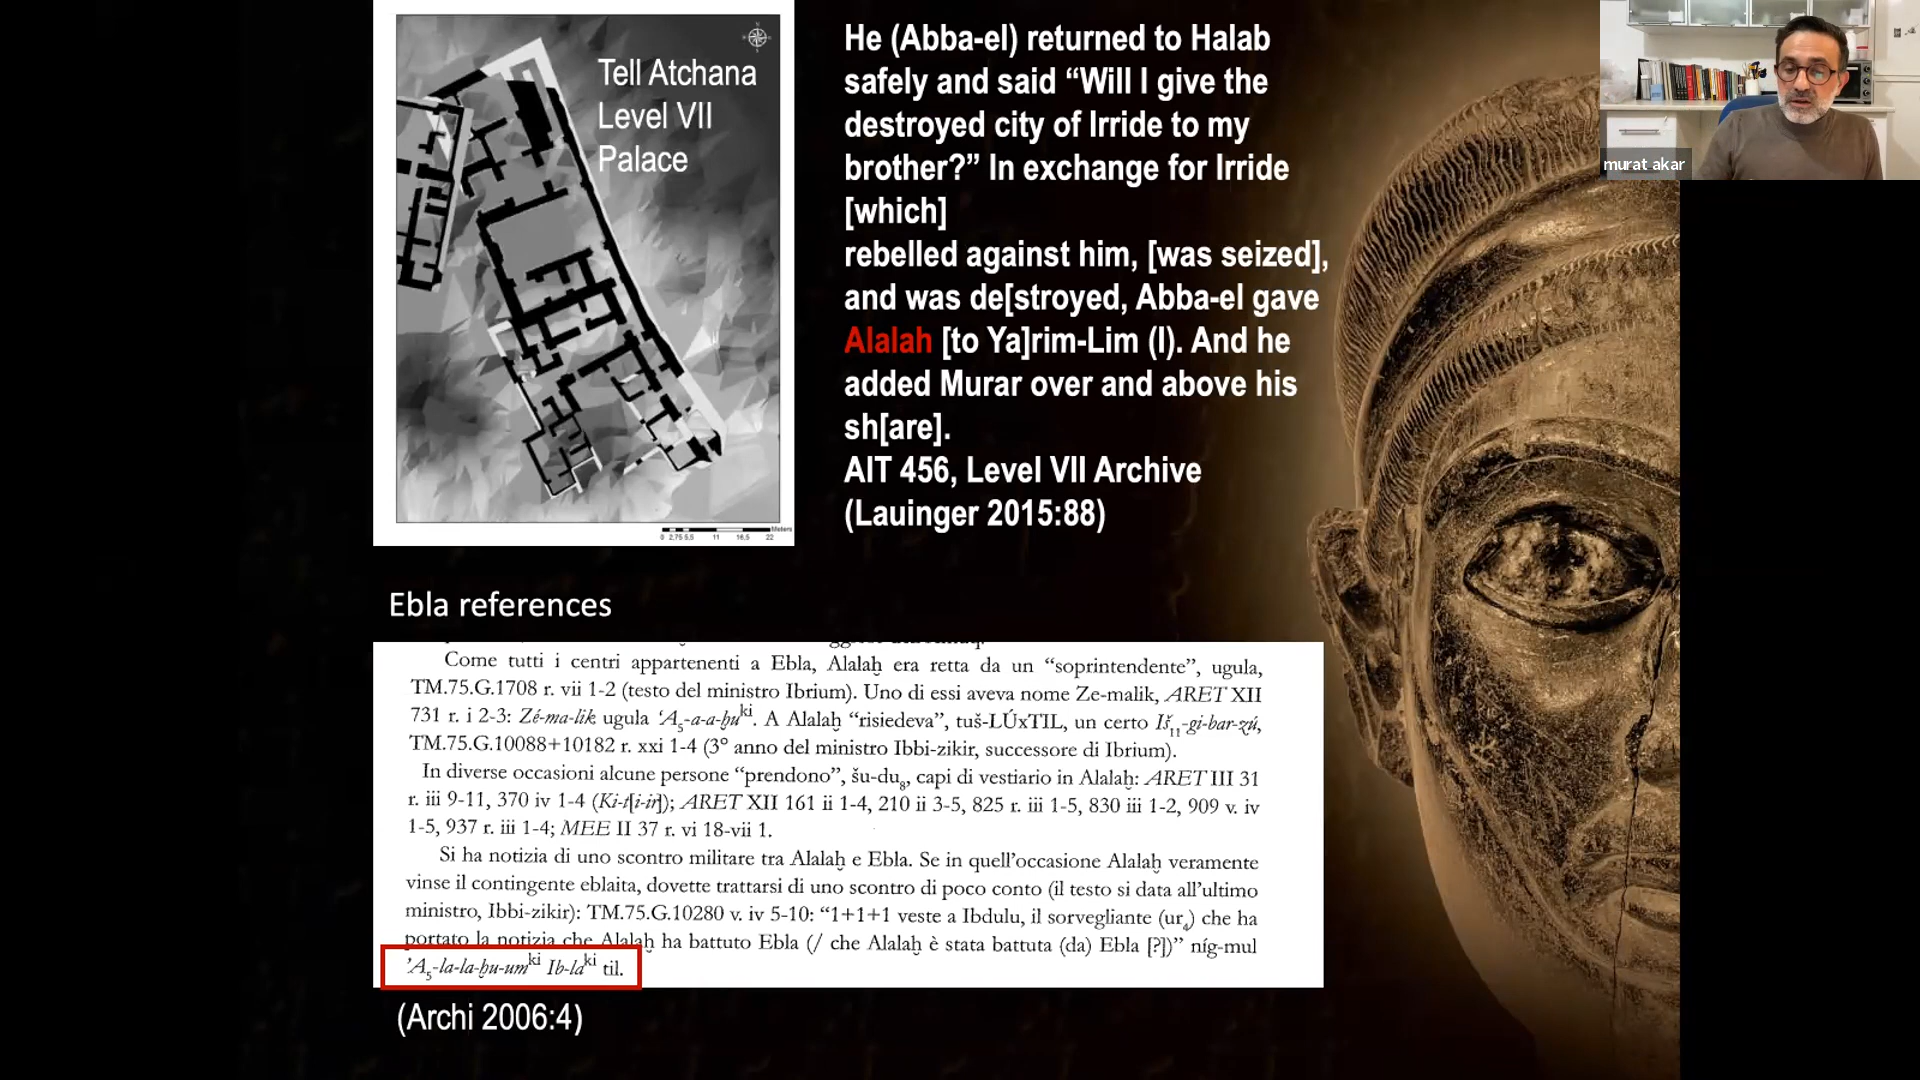 Tell Atchana
Level VII
Palace
Meters
0 2,75 5,5 11 16,5 22
He (Abba-el) returned to Halab
safely and said “Will I give the
destroyed city of Irride to my
brother?” In exchange for Irride
[which]
rebelled against him, [was seized],
and was de[stroyed, Abba-el gave
Alalah [to Ya]rim-Lim (I). And he
added Murar over and above his
sh[are].
AIT 456, Level VII Archive
(Lauinger 2015:88)
murat akar
Ebla references
Come tutti i centri appartenenti a Ebla, Alalaḫ era retta da un “soprintendente”, ugula,
TM.75.G.1708 r. vii 1-2 (testo del ministro Ibrium). Uno di essi aveva nome Ze-malik, ARET XII
731 r. i 2-3: Zé-ma-lik ugula ʾA₅-a-a-ḫuᵏⁱ. A Alalaḫ “risiedeva”, tuš-LÚxTIL, un certo Iš₁₁-gi-bar-zú,
TM.75.G.10088+10182 r. xxi 1-4 (3° anno del ministro Ibbi-zikir, successore di Ibrium).
In diverse occasioni alcune persone “prendono”, šu-du₈, capi di vestiario in Alalaḫ: ARET III 31
r. iii 9-11, 370 iv 1-4 (Ki-t[i-ir]); ARET XII 161 ii 1-4, 210 ii 3-5, 825 r. iii 1-5, 830 iii 1-2, 909 v. iv
1-5, 937 r. iii 1-4; MEE II 37 r. vi 18-vii 1.
Si ha notizia di uno scontro militare tra Alalaḫ e Ebla. Se in quell’occasione Alalaḫ veramente
vinse il contingente eblaita, dovette trattarsi di uno scontro di poco conto (il testo si data all’ultimo
ministro, Ibbi-zikir): TM.75.G.10280 v. iv 5-10: “1+1+1 veste a Ibdulu, il sorvegliante (ur₄) che ha
portato la notizia che Alalaḫ ha battuto Ebla (/ che Alalaḫ è stata battuta (da) Ebla [?])” níg-mul
ʾA₅-la-la-ḫu-umᵏⁱ Ib-laᵏⁱ til.
(Archi 2006:4)